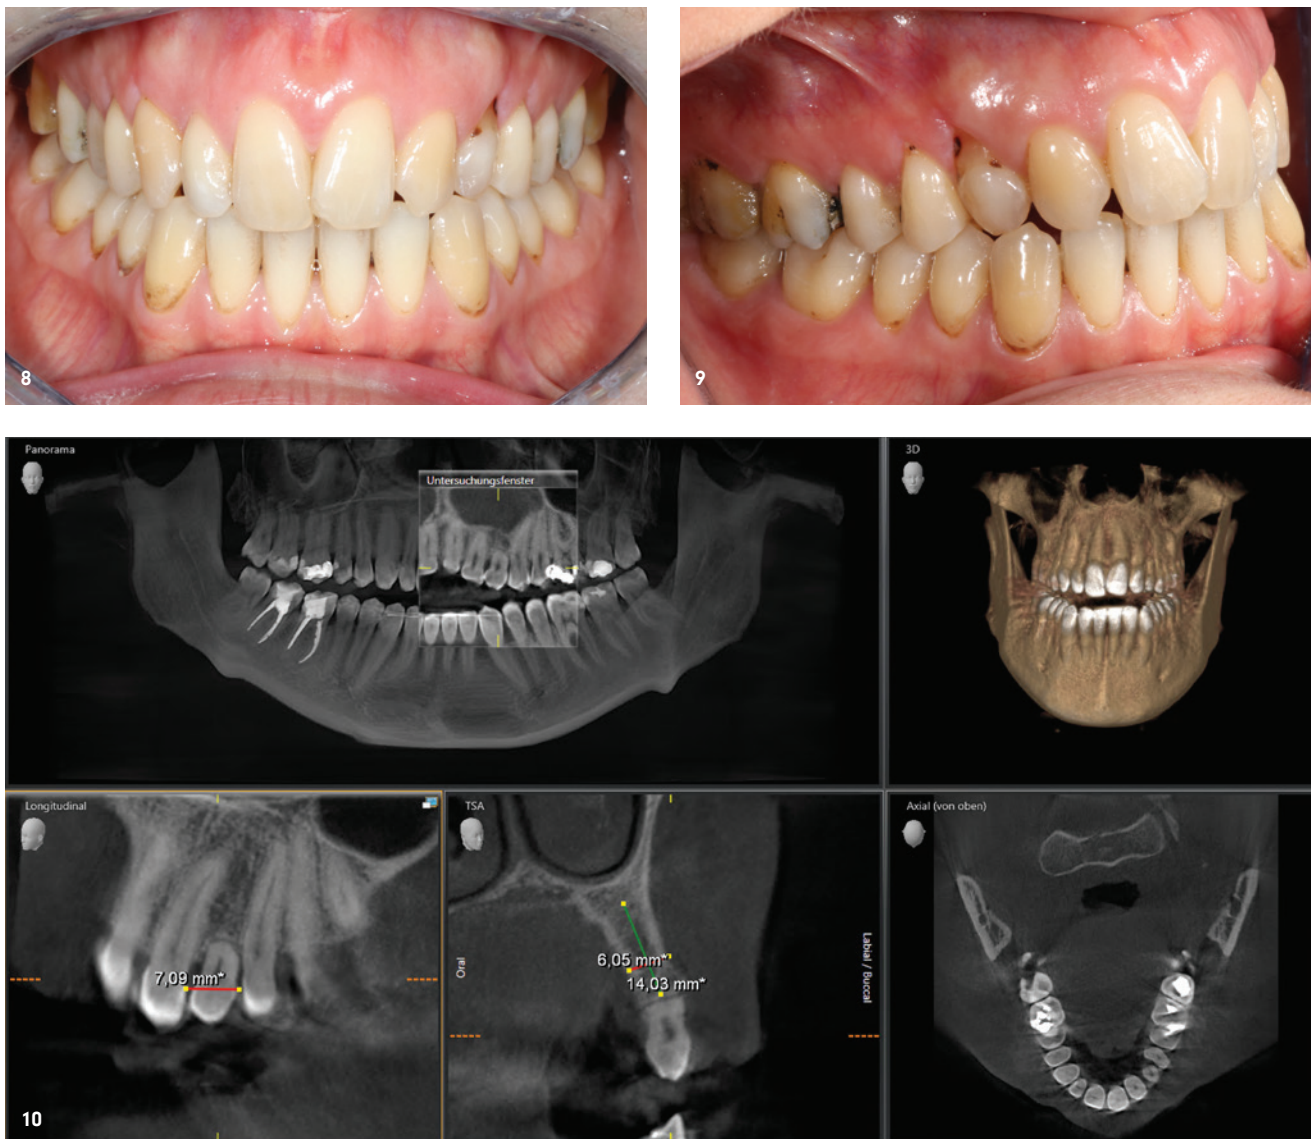 8
9
Panorama
Untersuchungsfenster
3D
Longitudinal
7,09 mm*
10
TSA
Oral
6,05 mm*
14,03 mm*
Labial / Buccal
Axial (von oben)